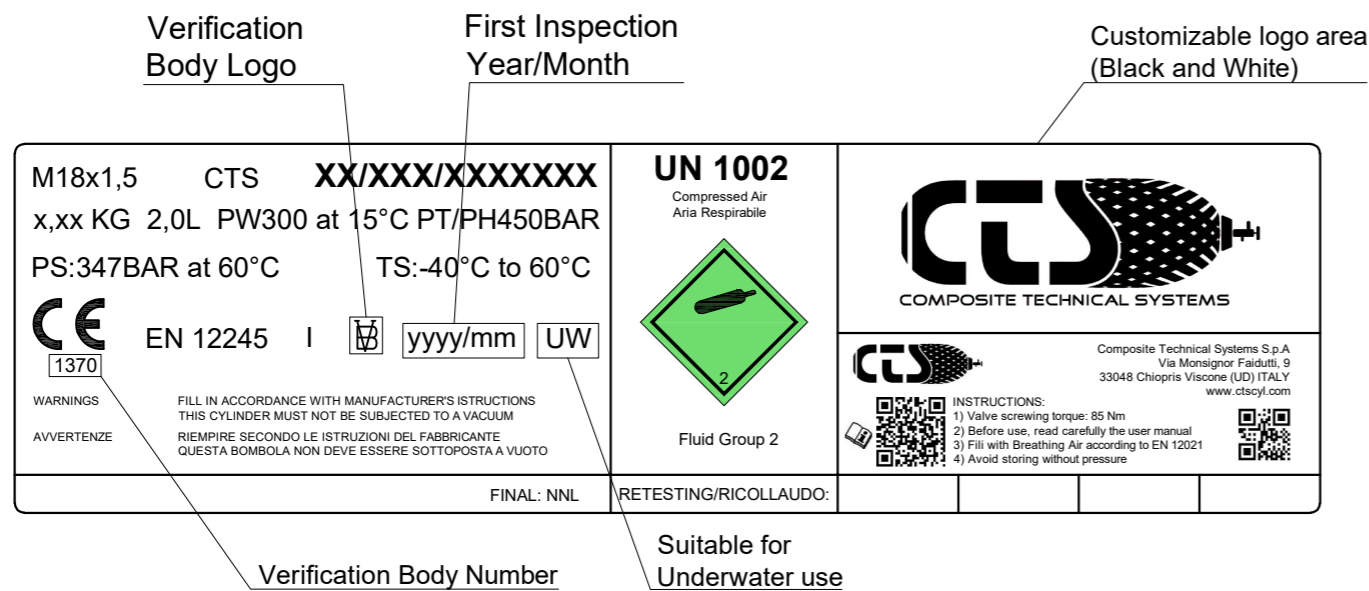 Verification
Body Logo
First Inspection
Year/Month
Customizable logo area
(Black and White)
M18x1,5 CTS XX/XXX/XXXXXXX
x,xx KG 2,0L PW300 at 15°C PT/PH450BAR
PS:347BAR at 60°C TS:-40°C to 60°C
CE EN 12245 I VB yyyy/mm UW
1370
WARNINGS FILL IN ACCORDANCE WITH MANUFACTURER'S ISTRUCTIONS
THIS CYLINDER MUST NOT BE SUBJECTED TO A VACUUM
AVVERTENZE RIEMPIRE SECONDO LE ISTRUZIONI DEL FABBRICANTE
QUESTA BOMBOLA NON DEVE ESSERE SOTTOPOSTA A VUOTO
FINAL: NNL
UN 1002
Compressed Air
Aria Respirabile
2
Fluid Group 2
RETESTING/RICOLLAUDO:
CTS
COMPOSITE TECHNICAL SYSTEMS
CTS
Composite Technical Systems S.p.A
Via Monsignor Faidutti, 9
33048 Chiopris Viscone (UD) ITALY
www.ctscyl.com
INSTRUCTIONS:
1) Valve screwing torque: 85 Nm
2) Before use, read carefully the user manual
3) Fili with Breathing Air according to EN 12021
4) Avoid storing without pressure
Verification Body Number
Suitable for
Underwater use